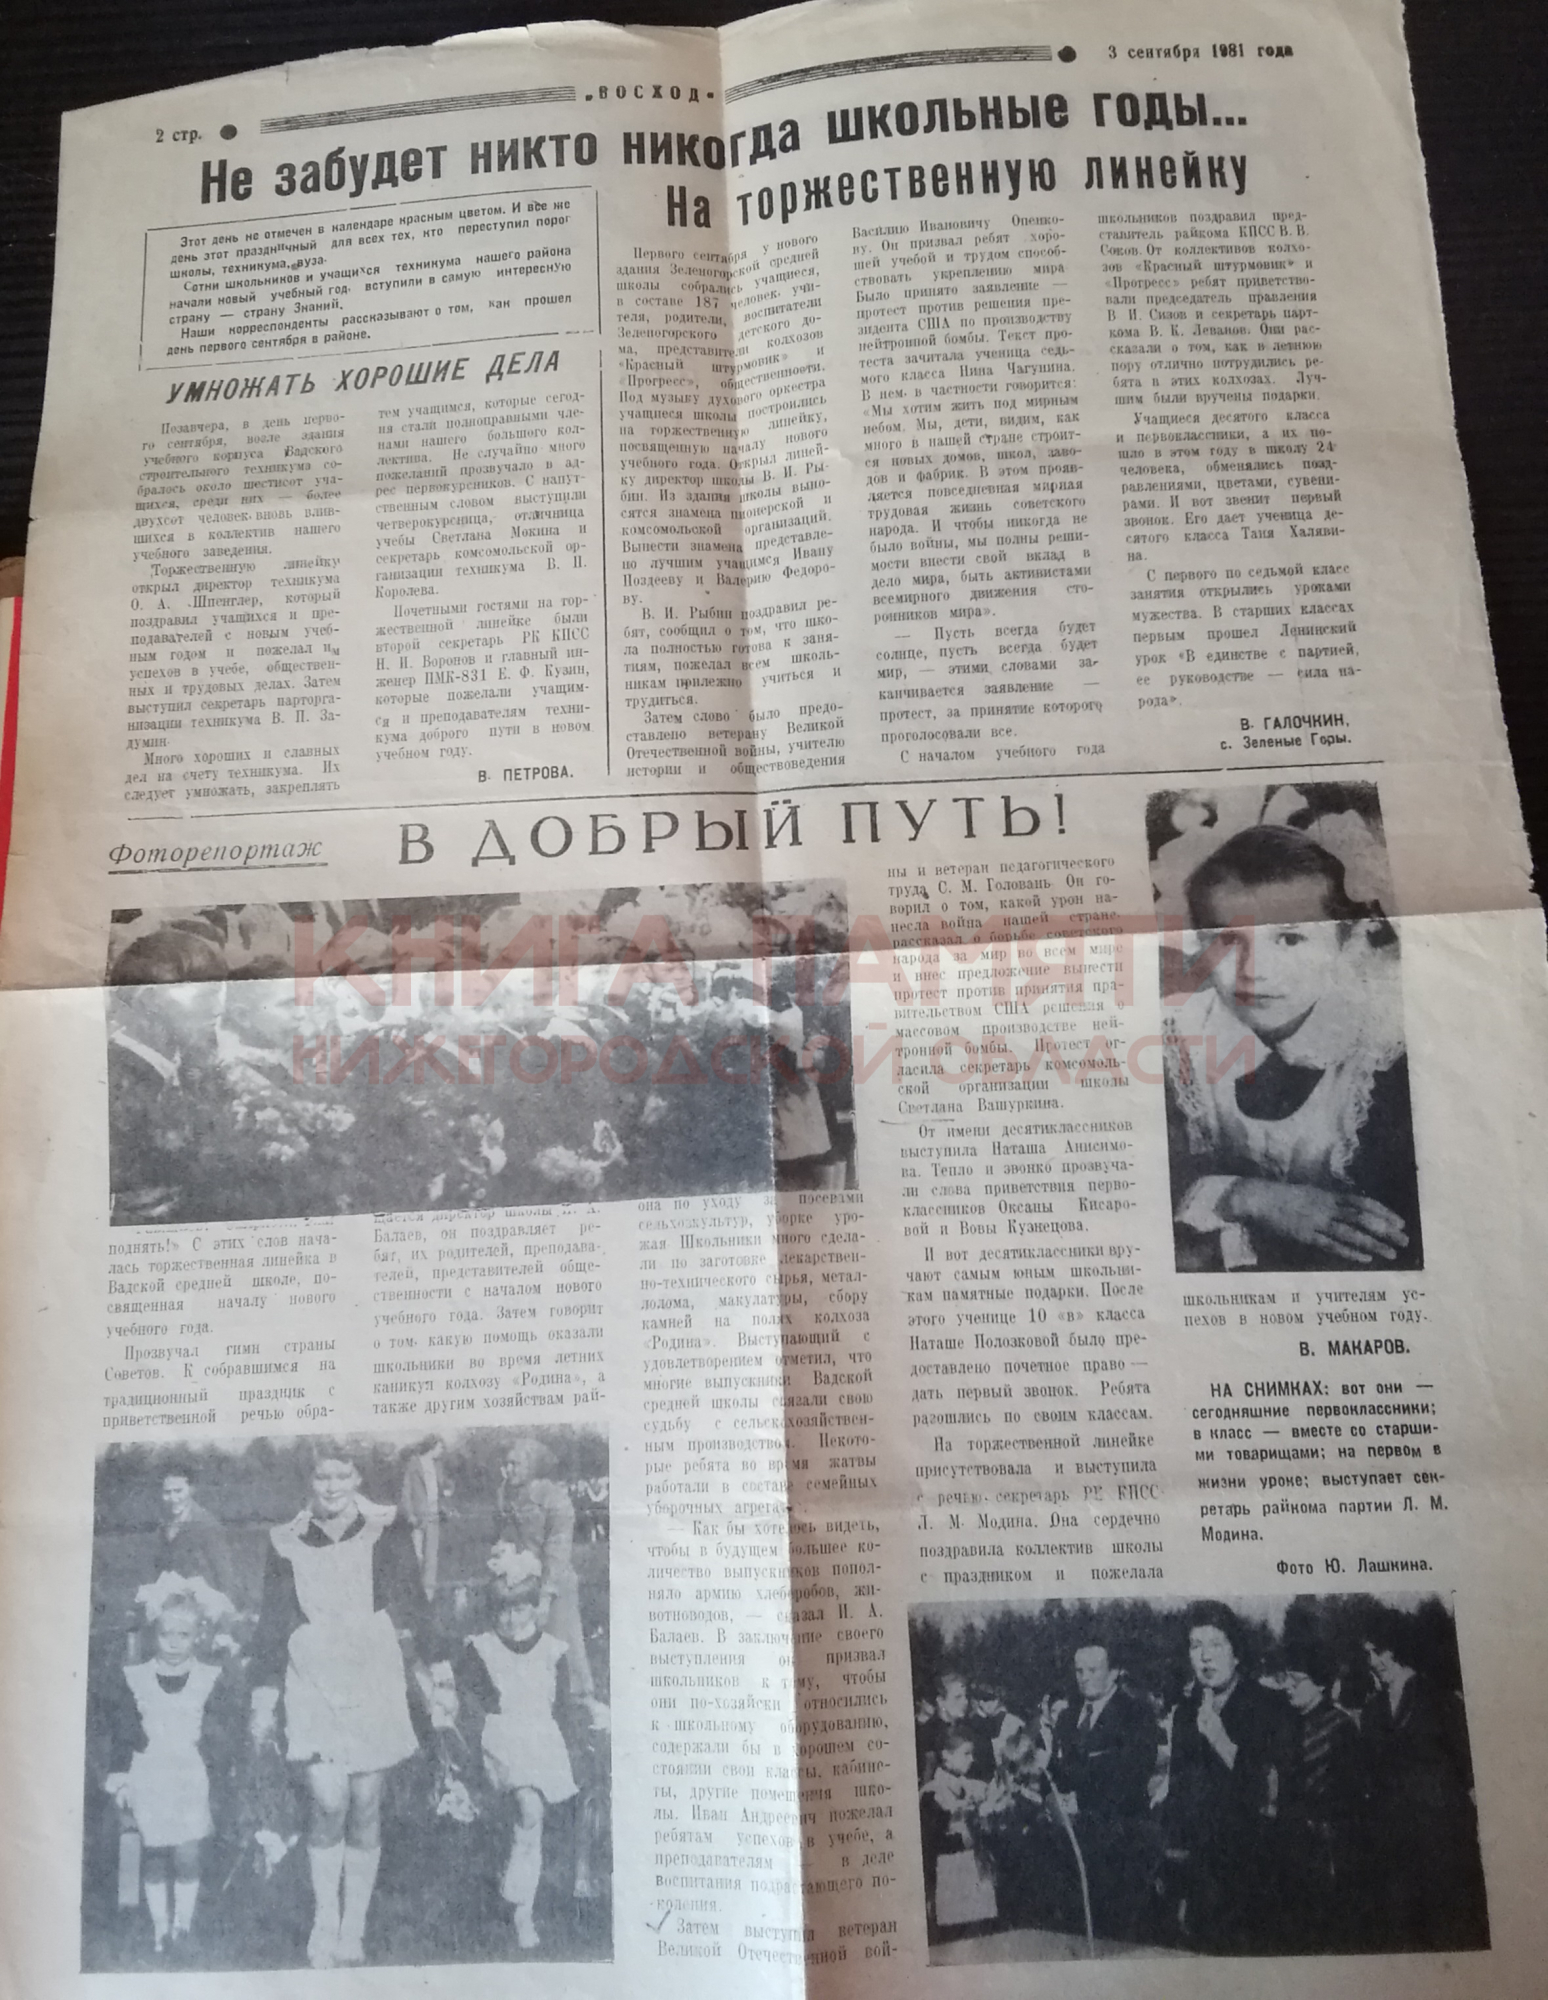 2 стр.
„ВОСХОД"
3 сентября 1981 года
Не забудет никто никогда школьные годы...
Этот день не отмечен в календаре красным цветом. И все же
день этот праздничный для всех тех, кто переступил порог
школы, техникума, вуза.
Сотни школьников и учащихся техникума нашего района
начали новый учебный год, вступили в самую интересную
страну — страну Знаний.
Наши корреспонденты рассказывают о том, как прошел
день первого сентября в районе.
УМНОЖАТЬ ХОРОШИЕ ДЕЛА
Позавчера, в день перво-
го сентября, возле здания
учебного корпуса Вадского
строительного техникума со-
бралось около шестисот уча-
щихся, среди них — более
двухсот человек, вновь влив-
шихся в коллектив нашего
учебного заведения.
Торжественную линейку
открыл директор техникума
О. А. Шпенглер, который
поздравил учащихся и пре-
подавателей с новым учеб-
ным годом и пожелал им
успехов в учебе, обществен-
ных и трудовых делах. Затем
выступил секретарь парторга-
низации техникума В. П. За-
думин.
Много хороших и славных
дел на счету техникума. Их
следует умножать, закреплять
тем учащимся, которые сегод-
ня стали полноправными чле-
нами нашего большого кол-
лектива. Не случайно много
пожеланий прозвучало в ад-
рес первокурсников. С напут-
ственным словом выступили
четверокурсница, отличница
учебы Светлана Мокина и
секретарь комсомольской ор-
ганизации техникума В. П.
Королева.
Почетными гостями на тор-
жественной линейке были
второй секретарь РК КПСС
Н. И. Воронов и главный ин-
женер ПМК-831 Е. Ф. Кузин,
которые пожелали учащим-
ся и преподавателям техни-
кума доброго пути в новом
учебном году.
В. ПЕТРОВА.
На торжественную линейку
Первого сентября у нового
здания Зеленогорской средней
школы собрались учащиеся,
в составе 187 человек, учи-
теля, родители, воспитатели
Зеленогорского детского до-
ма, представители колхозов
«Красный штурмовик» и
«Прогресс», общественности.
Под музыку духового оркестра
учащиеся школы построились
на торжественную линейку,
посвященную началу нового
учебного года. Открыл линей-
ку директор школы В. И. Ры-
бин. Из здания школы выно-
сятся знамена пионерской и
комсомольской организаций.
Вынести знамена представле-
но лучшим учащимся Ивану
Поздееву и Валерию Федоро-
ву.
В. И. Рыбин поздравил ре-
бят, сообщил о том, что шко-
ла полностью готова к заня-
тиям, пожелал всем школь-
никам прилежно учиться и
трудиться.
Затем слово было предо-
ставлено ветерану Великой
Отечественной войны, учителю
истории и обществоведения
Василию Ивановичу Опенко-
ву. Он призвал ребят хоро-
шей учебой и трудом способ-
ствовать укреплению мира
Было принято заявление —
протест против решения пре-
зидента США по производству
нейтронной бомбы. Текст про-
теста зачитала ученица седь-
мого класса Нина Чагунина.
В нем, в частности говорится:
«Мы хотим жить под мирным
небом. Мы, дети, видим, как
много в нашей стране строит-
ся новых домов, школ, заво-
дов и фабрик. В этом прояв-
ляется повседневная мирная
трудовая жизнь советского
народа. И чтобы никогда не
было войны, мы полны реши-
мости внести свой вклад в
дело мира, быть активистами
всемирного движения сто-
ронников мира».
— Пусть всегда будет
солнце, пусть всегда будет
мир, — этими словами за-
канчивается заявление —
протест, за принятие которого
проголосовали все.
С началом учебного года
школьников поздравил пред-
ставитель райкома КПСС В. В.
Соков. От коллективов колхо-
зов «Красный штурмовик» и
«Прогресс» ребят приветство-
вали председатель правления
В. И. Сизов и секретарь парт-
кома В. К. Леванов. Они рас-
сказали о том, как в летнюю
пору отлично потрудились ре-
бята в этих колхозах. Луч-
шим были вручены подарки.
Учащиеся десятого класса
и первоклассники, а их по-
шло в этом году в школу 24
человека, обменялись позд-
равлениями, цветами, сувени-
рами. И вот звенит первый
звонок. Его дает ученица де-
сятого класса Таня Халяви-
на.
С первого по седьмой класс
занятия открылись уроками
мужества. В старших классах
первым прошел Ленинский
урок «В единстве с партией,
ее руководстве — сила на-
рода».
В. ГАЛОЧКИН,
с. Зеленые Горы.
Фоторепортаж
В ДОБРЫЙ ПУТЬ!
КНИГА ПАМЯТИ
НИЖЕГОРОДСКОЙ ОБЛАСТИ
поднять!» С этих слов нача-
лась торжественная линейка в
Вадской средней школе, по-
священная началу нового
учебного года.
Прозвучал гимн страны
Советов. К собравшимся на
традиционный праздник с
приветственной речью обра-
щается директор школы
Балаев, он поздравляет ре-
бят, их родителей, преподава-
телей, представителей обще-
ственности с началом нового
учебного года. Затем говорит
о том, какую помощь оказали
школьники во время летних
каникул колхозу «Родина», а
также другим хозяйствам рай-
она по уходу за посевами
сельхозкультур, уборке уро-
жая. Школьники много сдела-
ли по заготовке лекарствен-
но-технического сырья, метал-
лолома, макулатуры, сбору
камней на полях колхоза
«Родина». Выступающий с
удовлетворением отметил, что
многие выпускники Вадской
средней школы связали свою
судьбу с сельскохозяйствен-
ным производством. Некото-
рые ребята во время жатвы
работали в составе семейных
уборочных агрегатов.
— Как бы хотелось видеть,
чтобы в будущем большее ко-
личество выпускников попол-
няло армию хлеборобов, жи-
вотноводов, — сказал И. А.
Балаев. В заключение своего
выступления он призвал
школьников к тому, чтобы
они по-хозяйски относились
к школьному оборудованию,
содержали бы в хорошем со-
стоянии свои классы, кабине-
ты, другие помещения шко-
лы. Иван Андреевич пожелал
ребятам успехов в учебе, а
преподавателям — в деле
воспитания подрастающего по-
коления.
Затем выступил ветеран
Великой Отечественной вой-
ны и ветеран педагогического
труда С. М. Головань. Он го-
ворил о том, какой урон на-
несла война нашей стране,
рассказал о борьбе советского
народа за мир во всем мире
и внес предложение вынести
протест против принятия пра-
вительством США решения о
массовом производстве ней-
тронной бомбы. Протест ог-
ласила секретарь комсомоль-
ской организации школы
Светлана Вашуркина.
От имени десятиклассников
выступила Наташа Анисимо-
ва. Тепло и звонко прозвуча-
ли слова приветствия перво-
классников Оксаны Кисаро-
вой и Вовы Кузнецова.
И вот десятиклассники вру-
чают самым юным школьни-
кам памятные подарки. После
этого ученице 10 «в» класса
Наташе Полозковой было пре-
доставлено почетное право —
дать первый звонок. Ребята
разошлись по своим классам.
На торжественной линейке
присутствовала и выступила
с речью секретарь РК КПСС
Л. М. Модина. Она сердечно
поздравила коллектив школы
с праздником и пожелала
школьникам и учителям ус-
пехов в новом учебном году.
В. МАКАРОВ.
НА СНИМКАХ: вот они —
сегодняшние первоклассники;
в класс — вместе со старши-
ми товарищами; на первом в
жизни уроке; выступает сек-
ретарь райкома партии Л. М.
Модина.
Фото Ю. Лашкина.